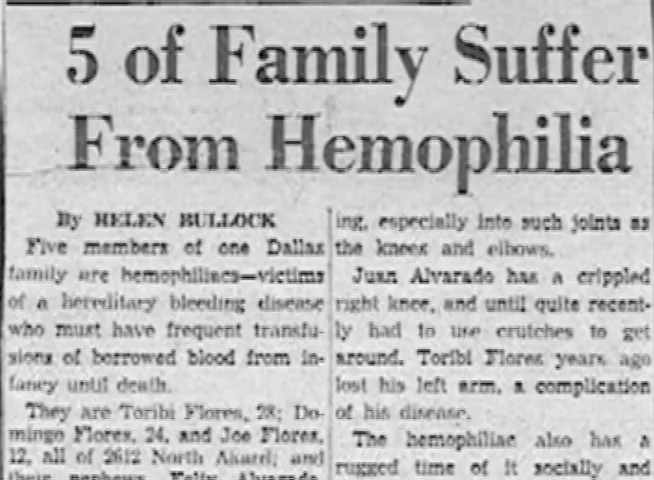 5 of Family Suffer
From Hemophilia
By HELEN BULLOCK
Five members of one Dallas
family are hemophiliacs—victims
of a hereditary bleeding disease
who must have frequent transfu-
sions of borrowed blood from in-
fancy until death.
They are Toribi Flores, 28; Do-
mingo Flores, 24, and Joe Flores,
12, all of 2612 North Akard; and
their nephews, Felix Alvarado,
ing, especially into such joints as
the knees and elbows.
Juan Alvarado has a crippled
right knee, and until quite recent-
ly had to use crutches to get
around. Toribi Flores years ago
lost his left arm, a complication
of his disease.
The hemophiliac also has a
rugged time of it socially and